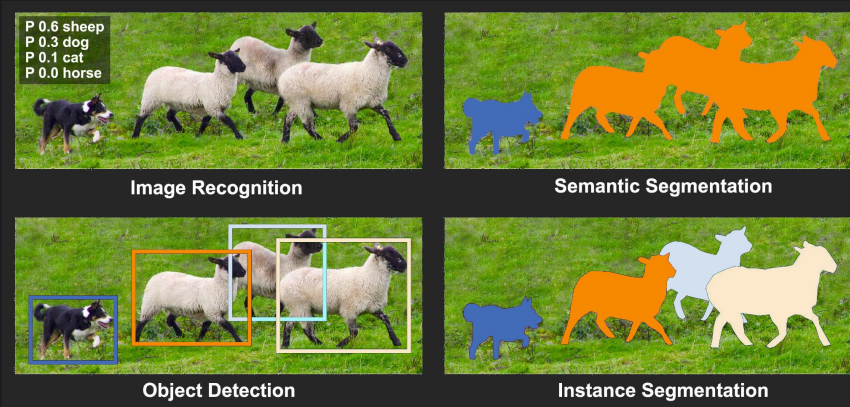 P 0.6 sheep
P 0.3 dog
P 0.1 cat
P 0.0 horse
Image Recognition
Semantic Segmentation
Object Detection
Instance Segmentation